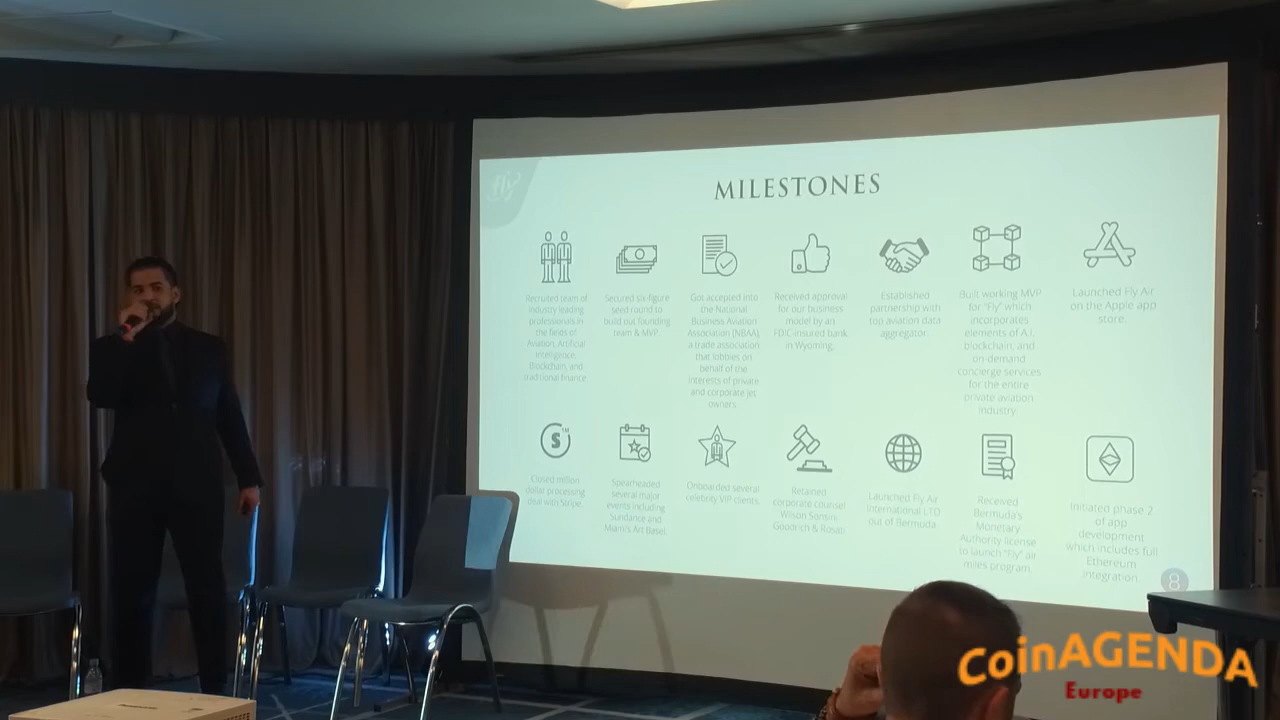 fly
MILESTONES
Recruited team of
industry leading
professionals in
the fields of
Aviation, Artificial
Intelligence,
Blockchain, and
traditional finance.
Secured six-figure
seed round to
build out founding
team & MVP
Got accepted into
the National
Business Aviation
Association (NBAA),
a trade association
that lobbies on
behalf of the
interests of private
and corporate jet
owners.
Received approval
for our business
model by an
FDIC-insured bank
in Wyoming.
Established
partnership with
top aviation data
aggregator.
Built working MVP
for "Fly" which
incorporates
elements of A.I,
blockchain, and
on-demand
concierge services
for the entire
private aviation
industry
Launched Fly Air
on the Apple app
store.
S TM
Closed million
dollar processing
deal with Stripe.
Spearheaded
several major
events including
Sundance and
Miami's Art Basel.
Onboarded several
celebrity VIP clients.
Retained
corporate counsel
Wilson Sonsini
Goodrich & Rosati
Launched Fly Air
International LTD
out of Bermuda.
Received
Bermuda's
Monetary
Authority license
to launch "Fly" air
miles program.
Initiated phase 2
of app
development
which includes full
Ethereum
integration
8
CoinAGENDA
Europe